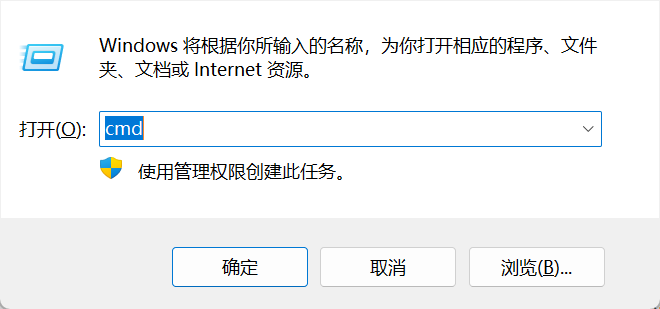 Windows 将根据你所输入的名称，为你打开相应的程序、文件
夹、文档或 Internet 资源。
打开(O): cmd
使用管理权限创建此任务。
确定 取消 浏览(B)...